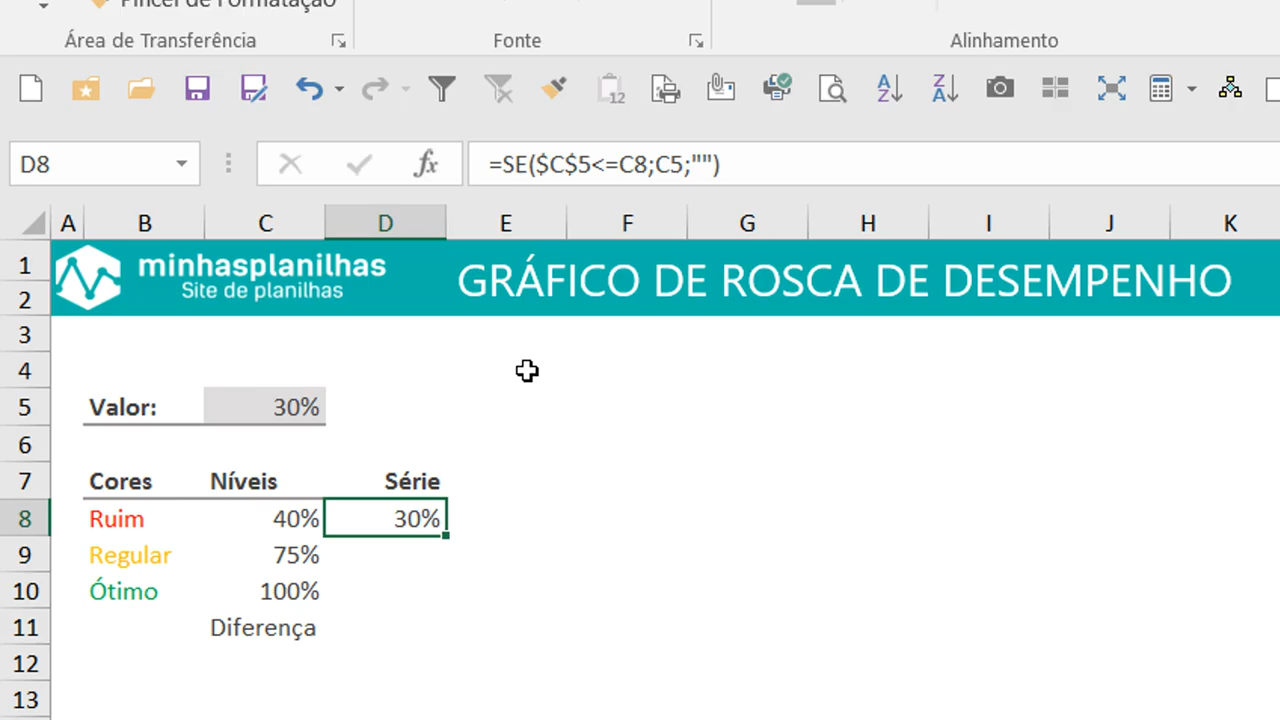 Pincel de Formatação
Área de Transferência Fonte Alinhamento
12 A Z Z A
D8 fx =SE($C$5<=C8;C5;"")
A B C D E F G H I J K
1 minhasplanilhas
2 Site de planilhas GRÁFICO DE ROSCA DE DESEMPENHO
3
4
5 Valor: 30%
6
7 Cores Níveis Série
8 Ruim 40% 30%
9 Regular 75%
10 Ótimo 100%
11 Diferença
12
13